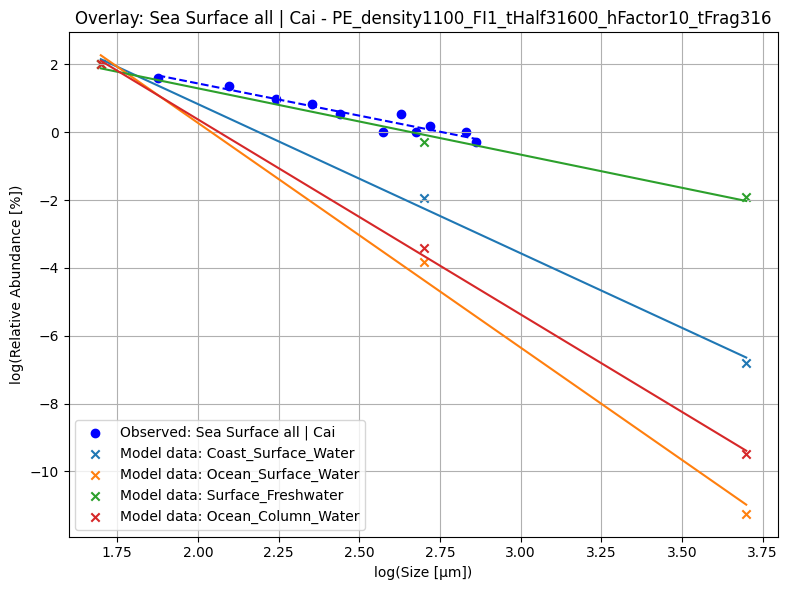 Overlay: Sea Surface all | Cai - PE_density1100_FI1_tHalf31600_hFactor10_tFrag316
log(Relative Abundance [%])
2
0
−2
−4
−6
−8
−10
Observed: Sea Surface all | Cai
Model data: Coast_Surface_Water
Model data: Ocean_Surface_Water
Model data: Surface_Freshwater
Model data: Ocean_Column_Water
1.75 2.00 2.25 2.50 2.75 3.00 3.25 3.50 3.75
log(Size [µm])